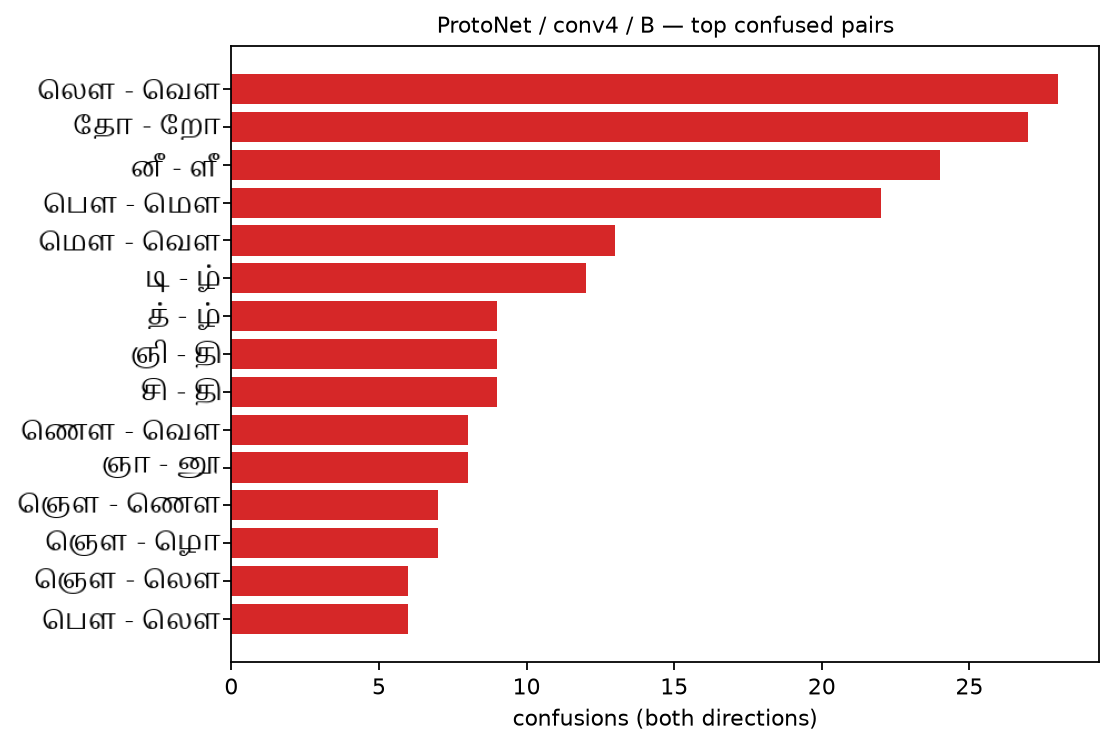 ProtoNet / conv4 / B — top confused pairs
லௌ - வௌ
தோ - றோ
னீ - ளீ
பௌ - மௌ
மௌ - வௌ
டி - ழ்
த் - ழ்
ஞி - தி
சி - தி
ணௌ - வௌ
ஞா - னூ
ஞௌ - ணௌ
ஞௌ - ழொ
ஞௌ - லௌ
பௌ - லௌ
0 5 10 15 20 25
confusions (both directions)